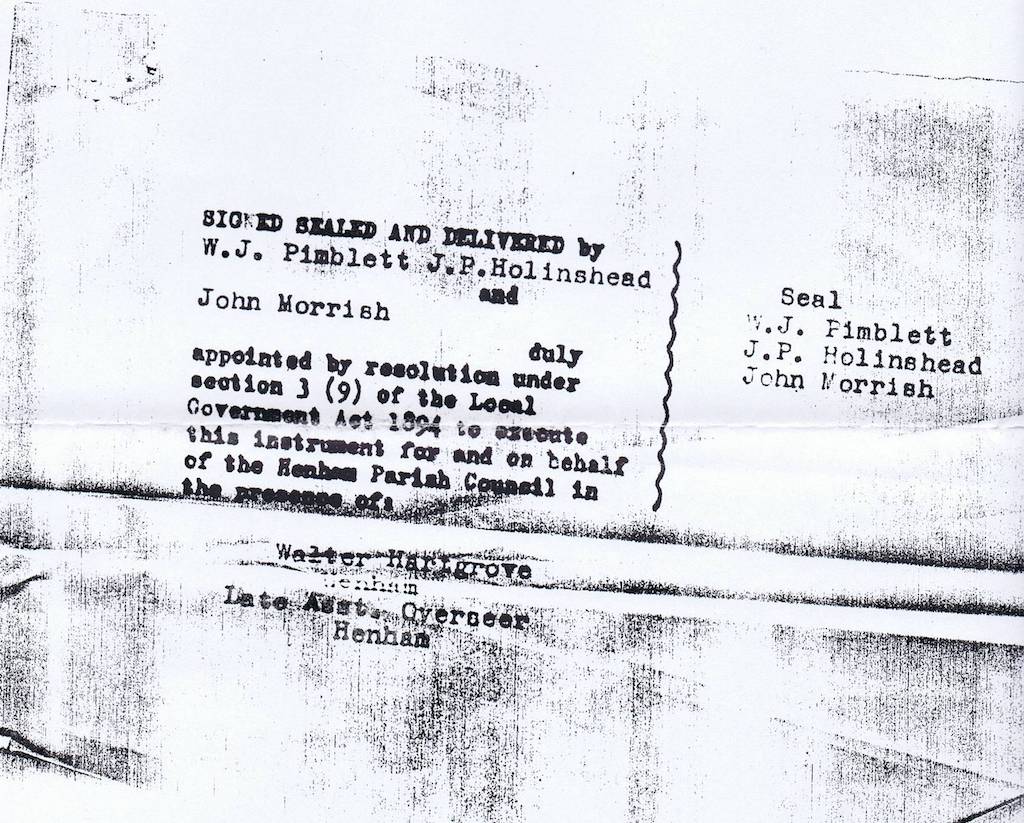 SIGNED SEALED AND DELIVERED by
W.J. Pimblett J.P.Holinshead
and
John Morrish
duly
appointed by resolution under
section 3 (9) of the Local
Government Act 1894 to execute
this instrument for and on behalf
of the Henham Parish Council in
the presence of:
Seal
W.J. Pimblett
J.P. Holinshead
John Morrish
Walter Hartgrove
Henham
Late Asst. Overseer
Henham